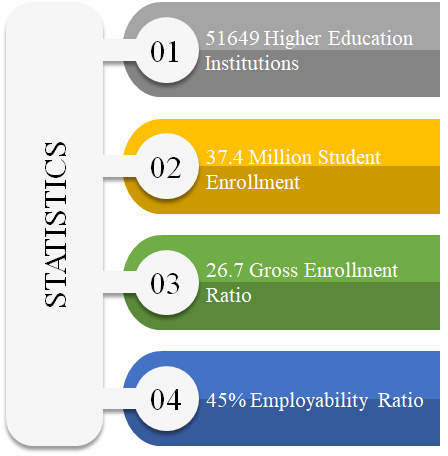 STATISTICS
01
51649 Higher Education
Institutions
02
37.4 Million Student
Enrollment
03
26.7 Gross Enrollment
Ratio
04
45% Employability Ratio